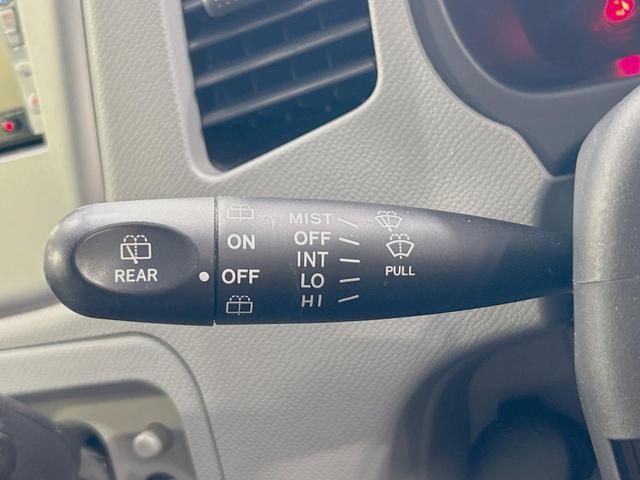 REAR
ON
OFF
MIST
OFF
INT
LO
HI
PULL